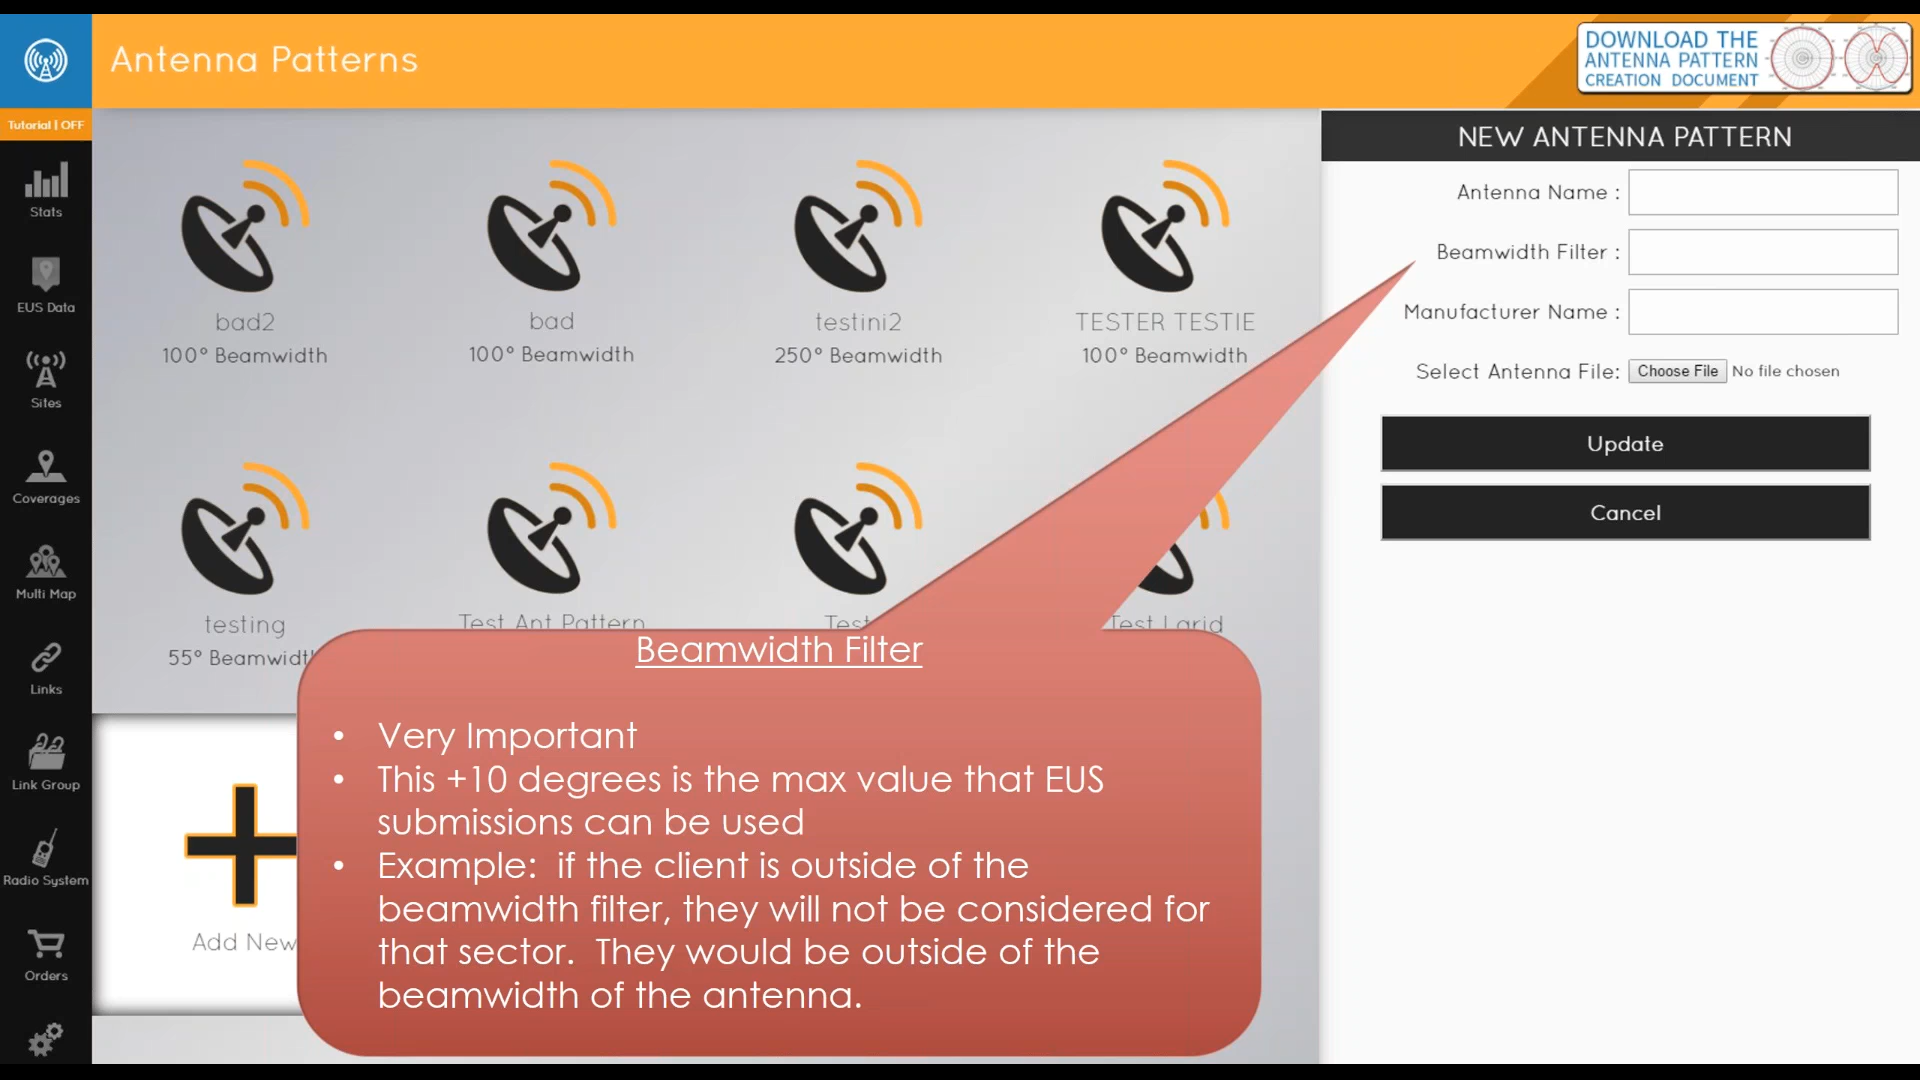 Antenna Patterns
DOWNLOAD THE
ANTENNA PATTERN
CREATION DOCUMENT
Tutorial | OFF
Stats
EUS Data
Sites
Coverages
Multi Map
Links
Link Group
Radio System
Orders
bad2
100° Beamwidth
bad
100° Beamwidth
testini2
250° Beamwidth
TESTER TESTIE
100° Beamwidth
testing
55° Beamwidth
Test Ant Pattern
Test
Test Larid
Add New
NEW ANTENNA PATTERN
Antenna Name :
Beamwidth Filter :
Manufacturer Name :
Select Antenna File: Choose File No file chosen
Update
Cancel
Beamwidth Filter
• Very Important
• This +10 degrees is the max value that EUS
submissions can be used
• Example: if the client is outside of the
beamwidth filter, they will not be considered for
that sector. They would be outside of the
beamwidth of the antenna.